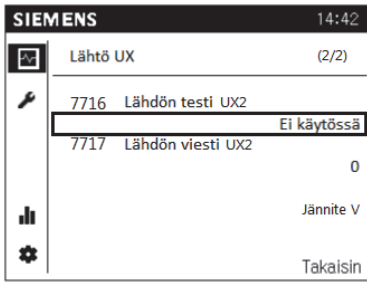 SIEMENS 14:42
Lähtö UX (2/2)
7716 Lähdön testi UX2
Ei käytössä
7717 Lähdön viesti UX2
0
Jännite V
Takaisin